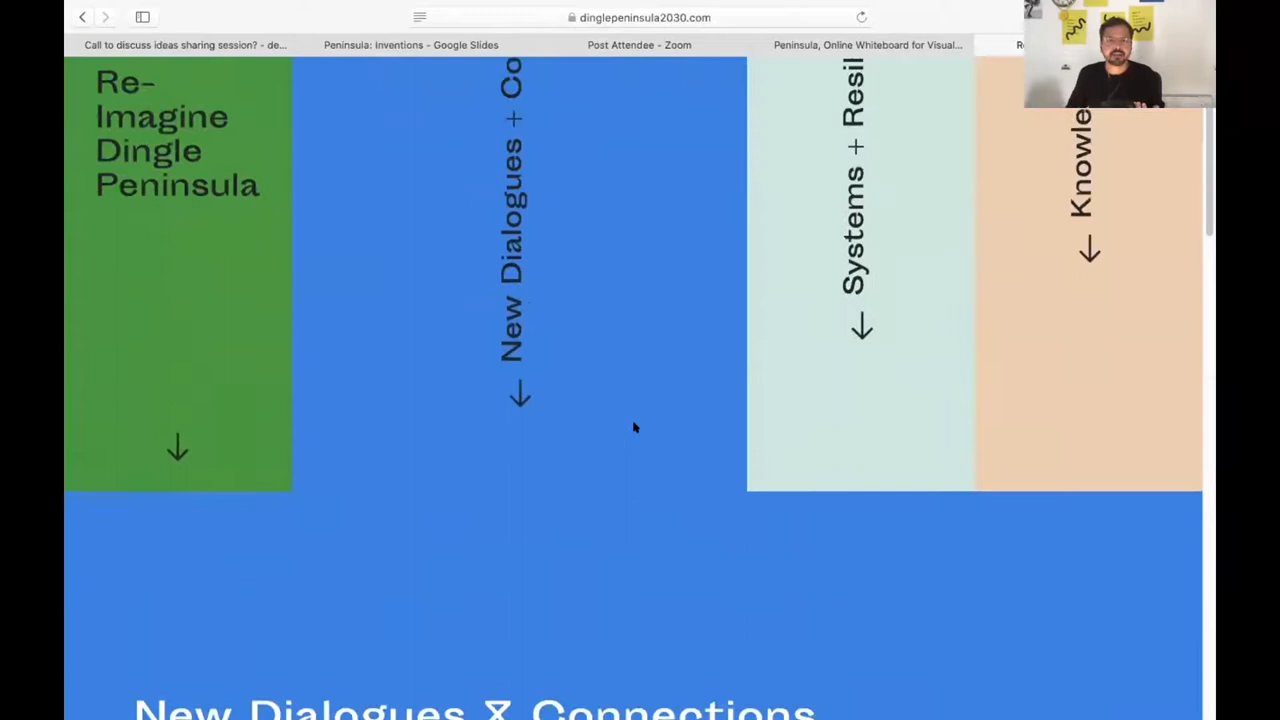 dinglepeninsula2030.com
Call to discuss ideas sharing session? - de...
Peninsula: Inventions - Google Slides
Post Attendee - Zoom
Peninsula, Online Whiteboard for Visual...
Re-
Imagine
Dingle
Peninsula
↓
↓ New Dialogues + Co
↓ Systems + Resil
↓ Knowle
New Dialogues & Connections